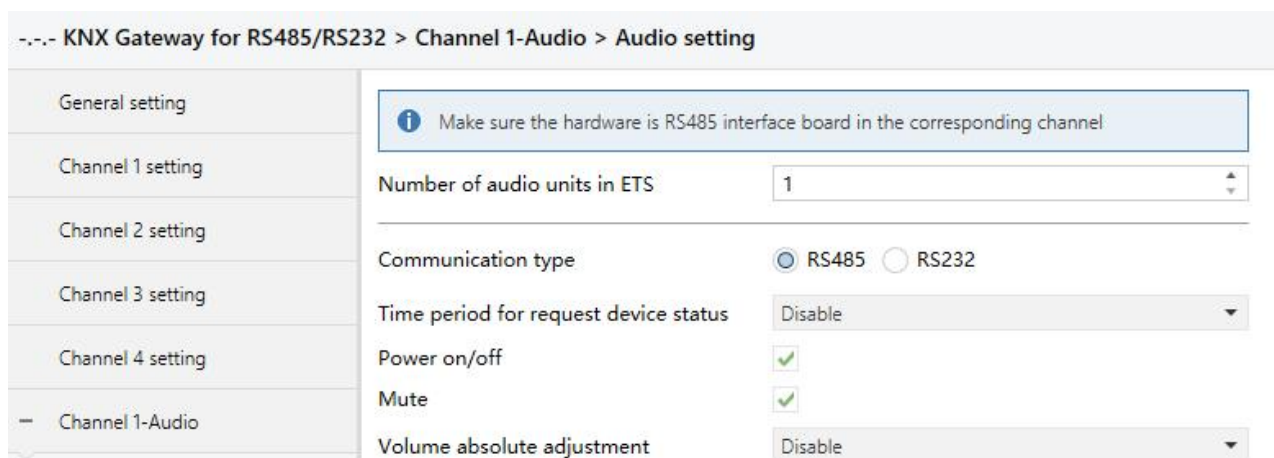 -.-.- KNX Gateway for RS485/RS232 > Channel 1-Audio > Audio setting
General setting
Channel 1 setting
Channel 2 setting
Channel 3 setting
Channel 4 setting
Channel 1-Audio
Make sure the hardware is RS485 interface board in the corresponding channel
Number of audio units in ETS 1
Communication type RS485 RS232
Time period for request device status Disable
Power on/off
Mute
Volume absolute adjustment Disable